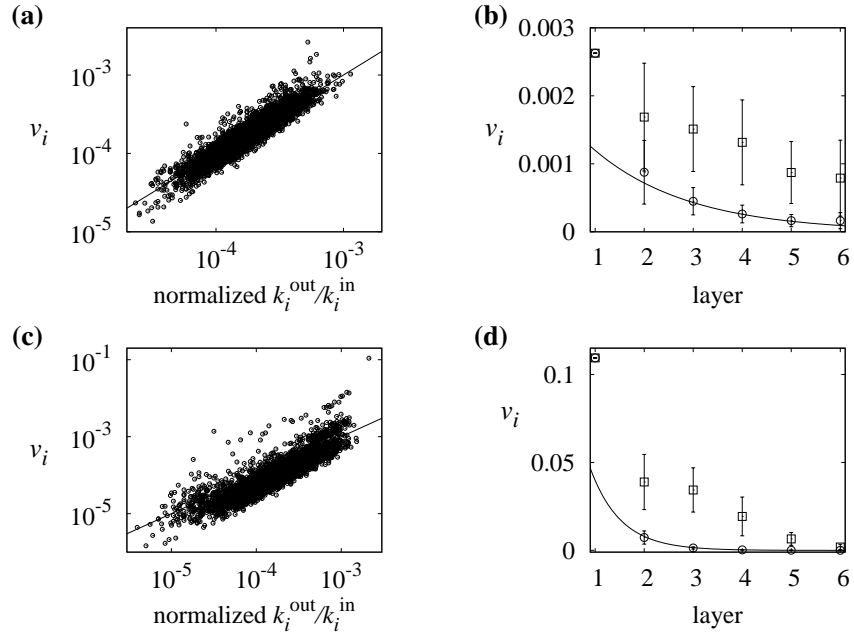 (a)
10^-3
10^-4
10^-5
v_i
10^-4 10^-3
normalized k_i^out/k_i^in
(b)
0.003
0.002
0.001
0
v_i
1 2 3 4 5 6
layer
(c)
10^-1
10^-3
10^-5
v_i
10^-5 10^-4 10^-3
normalized k_i^out/k_i^in
(d)
0.1
0.05
0
v_i
1 2 3 4 5 6
layer